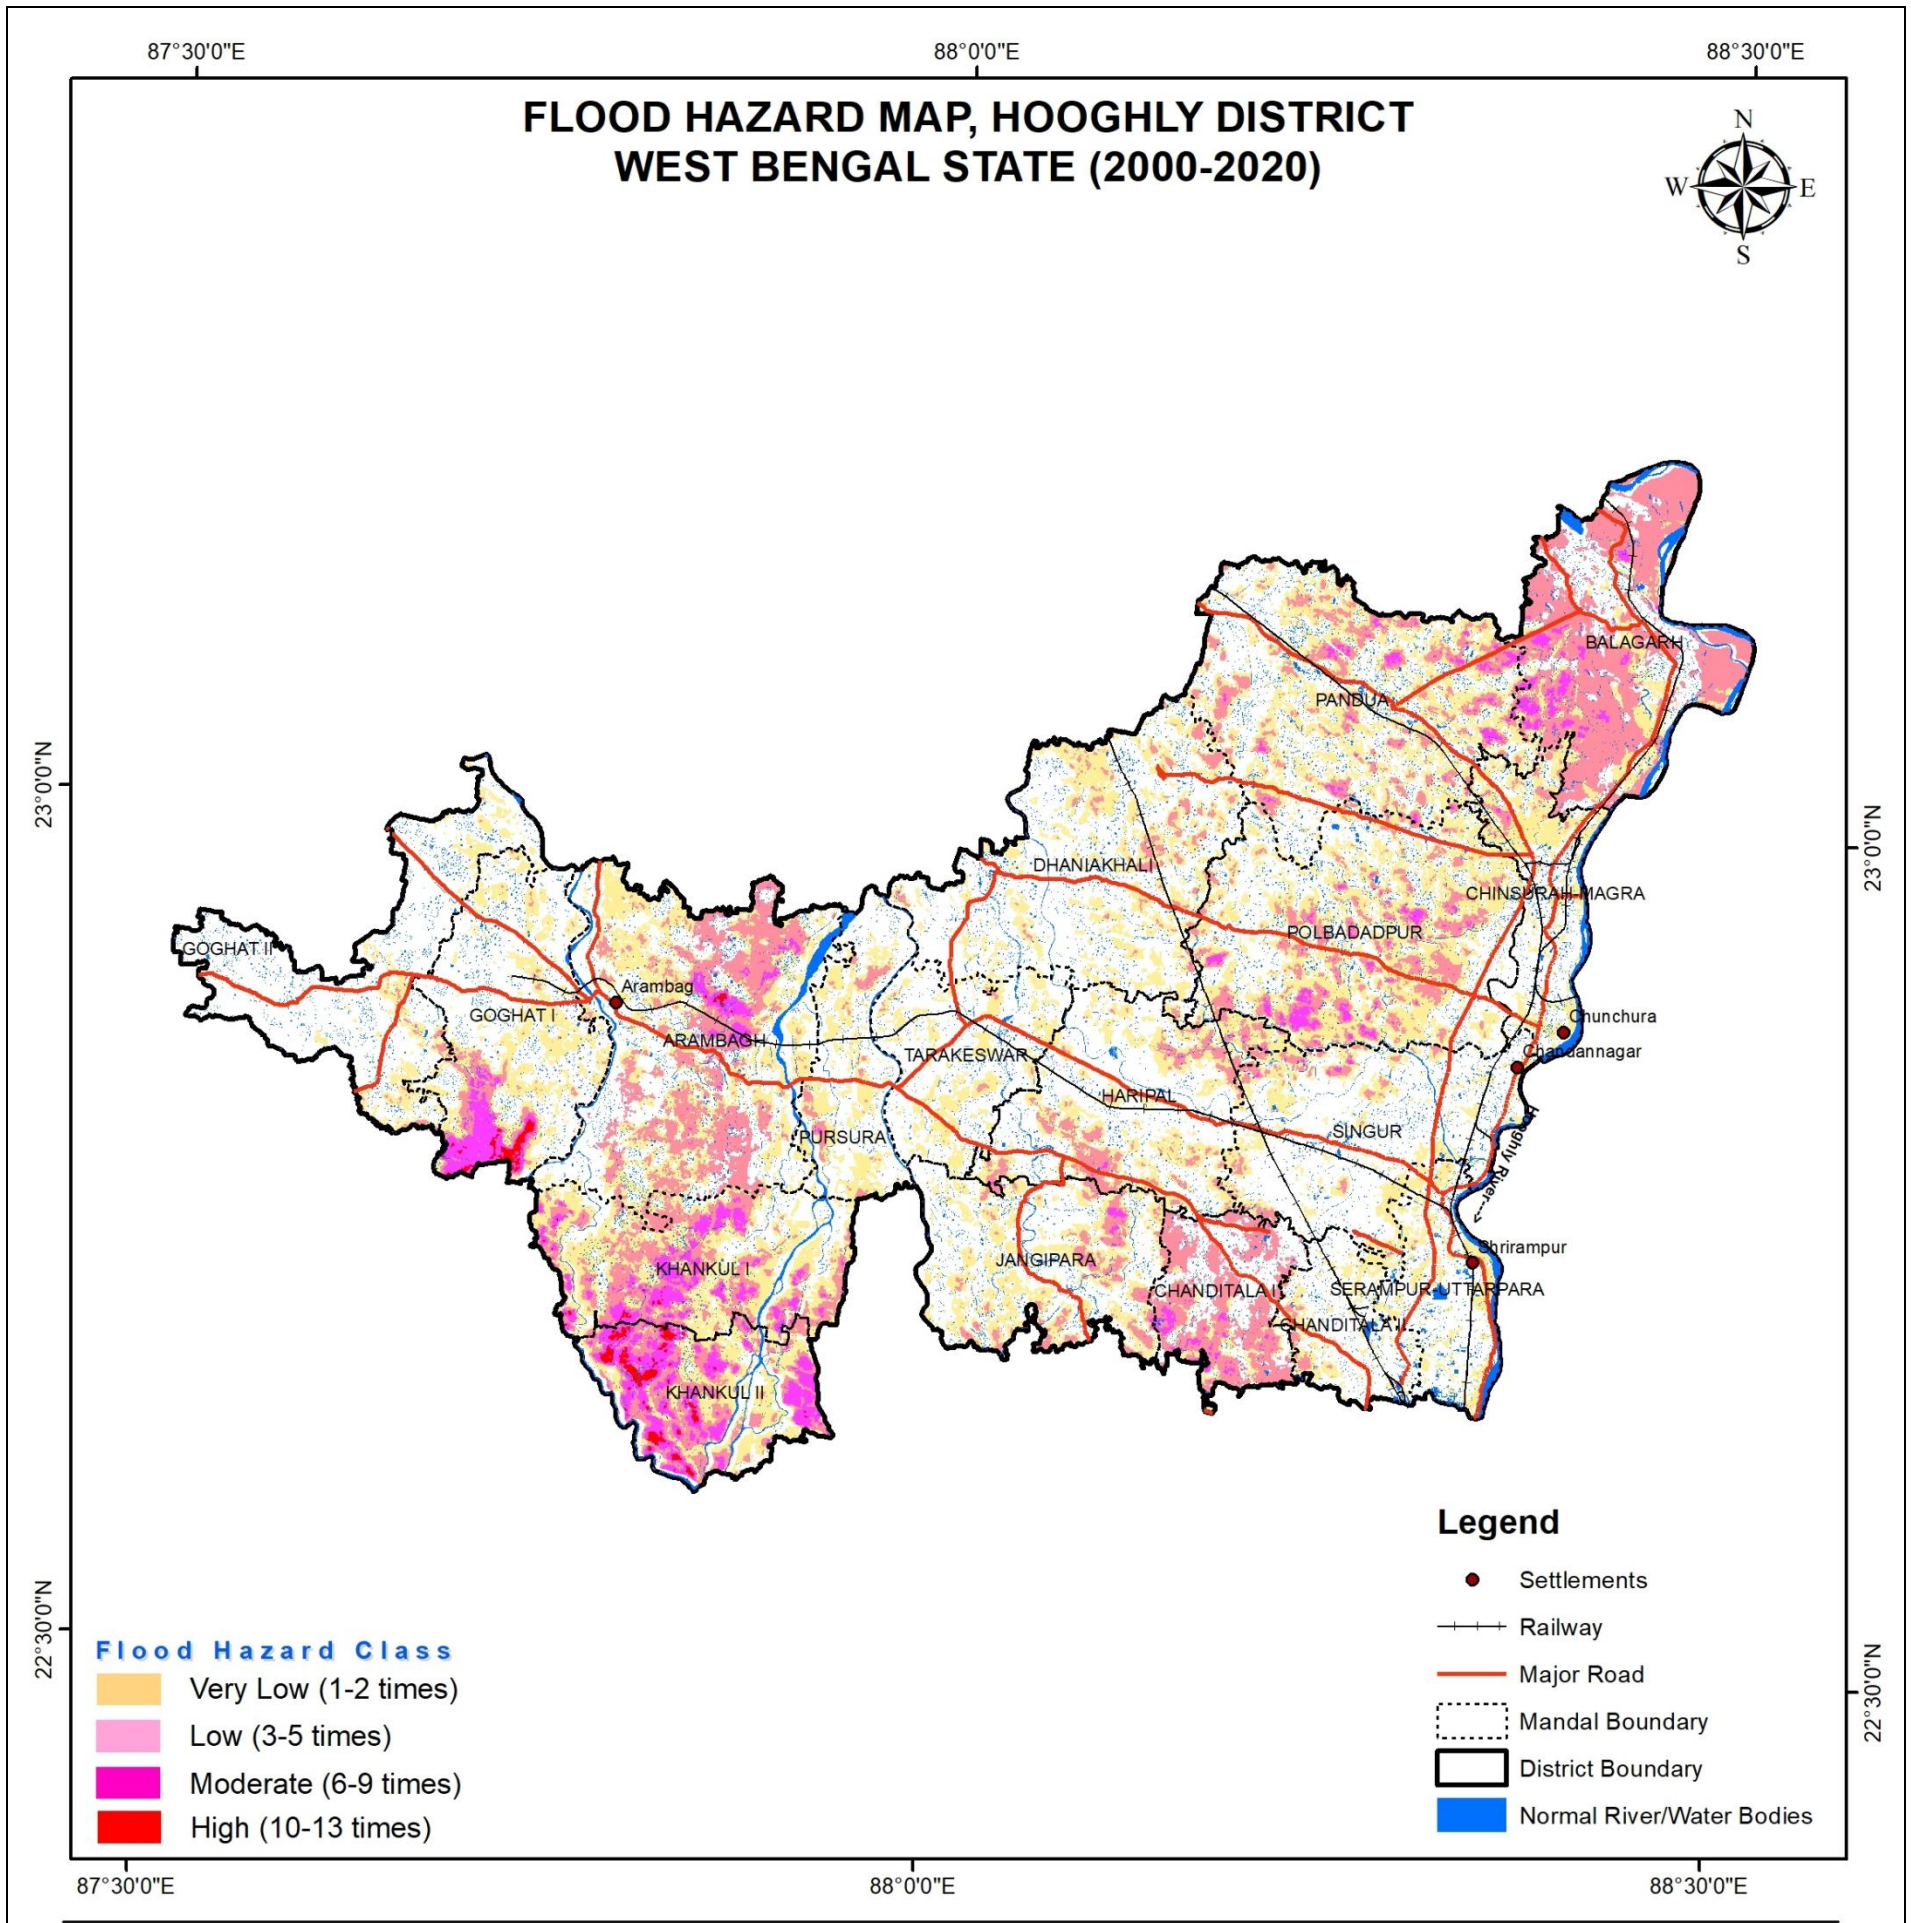 87°30'0"E
88°0'0"E
88°30'0"E
FLOOD HAZARD MAP, HOOGHLY DISTRICT
WEST BENGAL STATE (2000-2020)
N
W
E
S
BALAGARH
PANDUA
23°0'0"N
23°0'0"N
DHANIAKHALI
CHINSURAH-MAGRA
POLBADADPUR
GOGHAT II
Arambag
GOGHAT I
Chunchura
ARAMBAGH
TARAKESWAR
Chandannagar
HARIPAL
PURSURA
SINGUR
Hooghly River
Shrirampur
JANGIPARA
KHANKUL I
CHANDITALA I
SERAMPUR-UTTARPARA
CHANDITALA II
KHANKUL II
Legend
Settlements
Railway
Major Road
Mandal Boundary
District Boundary
Normal River/Water Bodies
22°30'0"N
22°30'0"N
Flood Hazard Class
Very Low (1-2 times)
Low (3-5 times)
Moderate (6-9 times)
High (10-13 times)
87°30'0"E
88°0'0"E
88°30'0"E